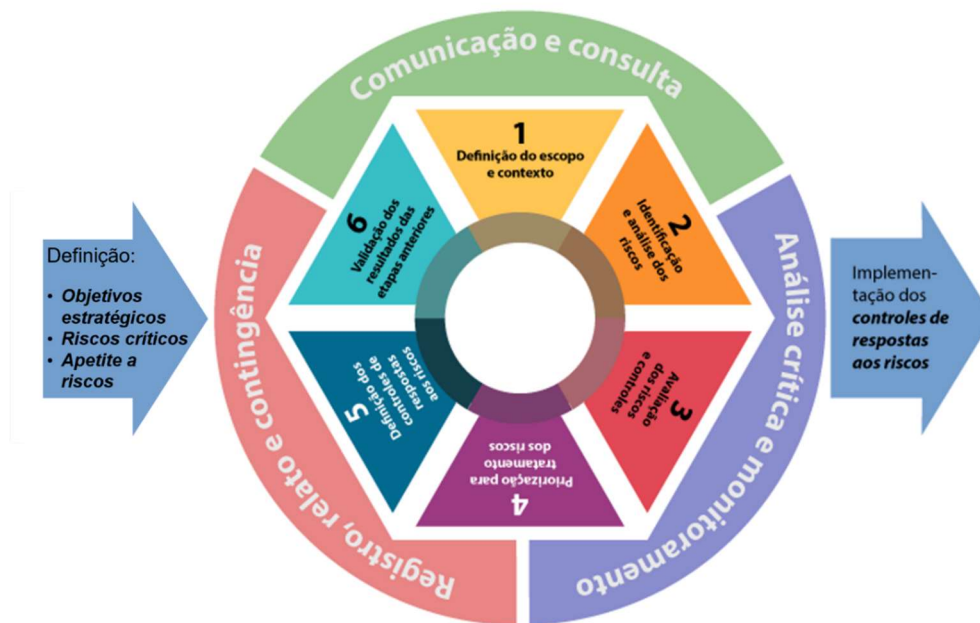 Comunicação e consulta
1
Definição do escopo
e contexto
2
Identificação
e análise dos
riscos
3
Avaliação
dos riscos
e controles
4
Priorização para
tratamento
dos riscos
5
Definição dos
controles de
respostas
aos riscos
6
Validação dos
resultados das
etapas anteriores
Análise crítica e monitoramento
Registro, relato e contingência
Definição:
• Objetivos
estratégicos
• Riscos críticos
• Apetite a
riscos
Implemen-
tação dos
controles de
respostas
aos riscos